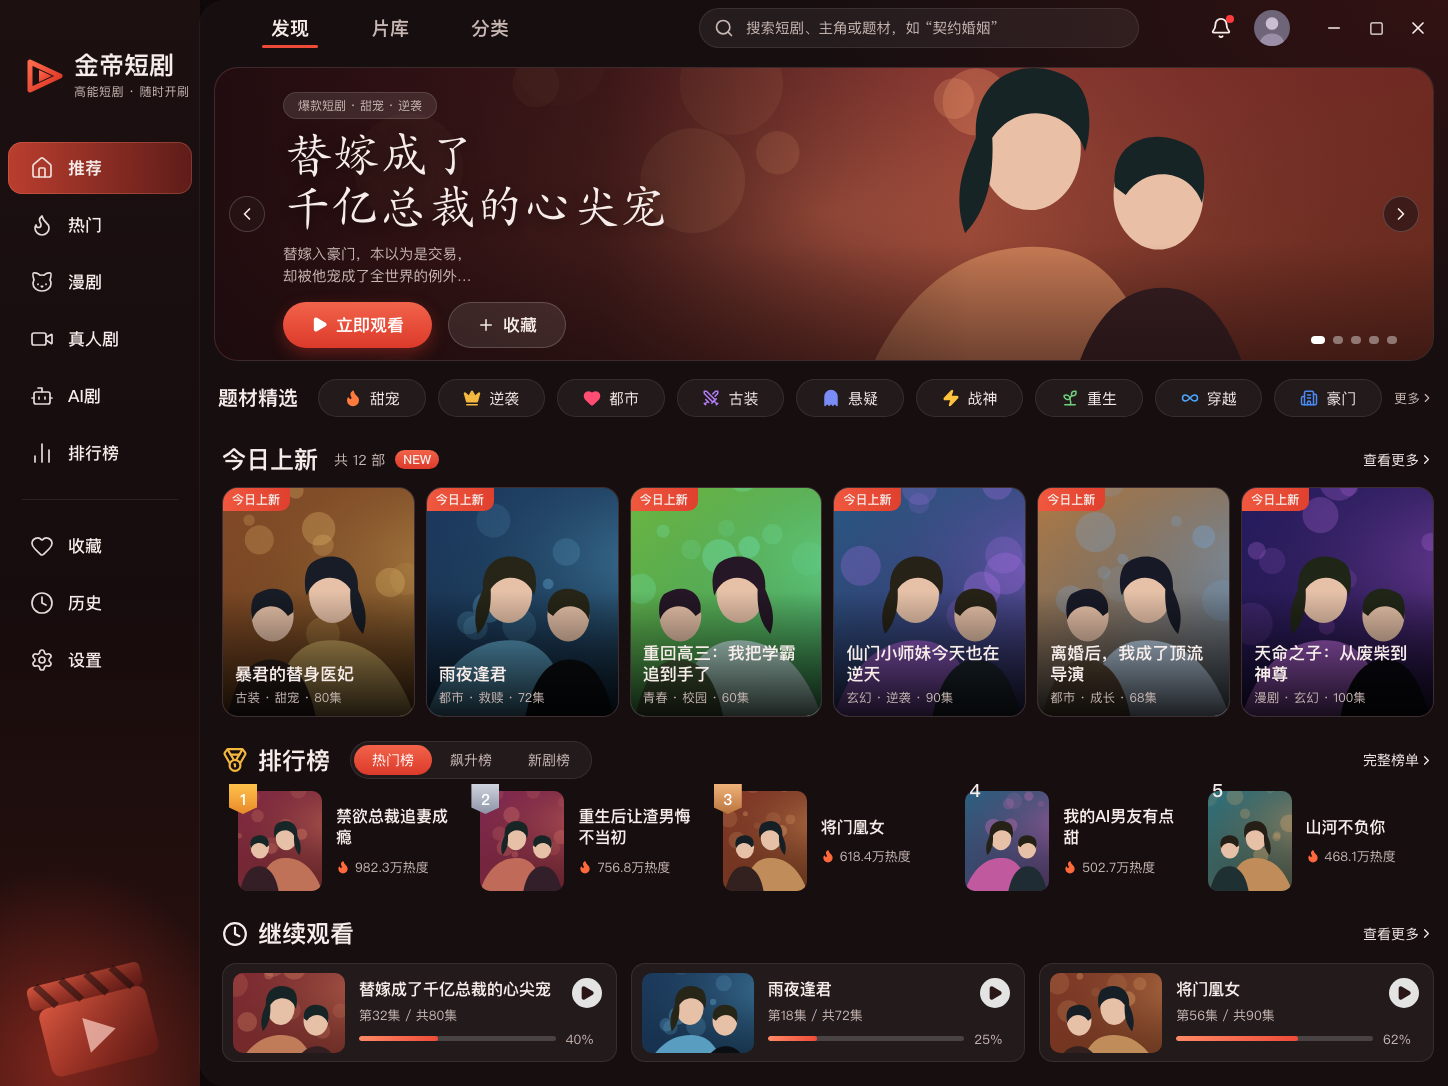 金帝短剧
高能短剧 · 随时开刷
推荐
热门
漫剧
真人剧
AI剧
排行榜
收藏
历史
设置
发现
片库
分类
搜索短剧、主角或题材，如 “契约婚姻”
爆款短剧 · 甜宠 · 逆袭
替嫁成了
千亿总裁的心尖宠
替嫁入豪门，本以为是交易，
却被他宠成了全世界的例外...
立即观看
收藏
题材精选
甜宠
逆袭
都市
古装
悬疑
战神
重生
穿越
豪门
更多
今日上新
共 12 部
NEW
查看更多
今日上新
暴君的替身医妃
古装 · 甜宠 · 80集
今日上新
雨夜逢君
都市 · 救赎 · 72集
今日上新
重回高三：我把学霸
追到手了
青春 · 校园 · 60集
今日上新
仙门小师妹今天也在
逆天
玄幻 · 逆袭 · 90集
今日上新
离婚后，我成了顶流
导演
都市 · 成长 · 68集
今日上新
天命之子：从废柴到
神尊
漫剧 · 玄幻 · 100集
排行榜
热门榜
飙升榜
新剧榜
完整榜单
1
禁欲总裁追妻成
瘾
982.3万热度
2
重生后让渣男悔
不当初
756.8万热度
3
将门凰女
618.4万热度
4
我的AI男友有点
甜
502.7万热度
5
山河不负你
468.1万热度
继续观看
查看更多
替嫁成了千亿总裁的心尖宠
第32集 / 共80集
40%
雨夜逢君
第18集 / 共72集
25%
将门凰女
第56集 / 共90集
62%